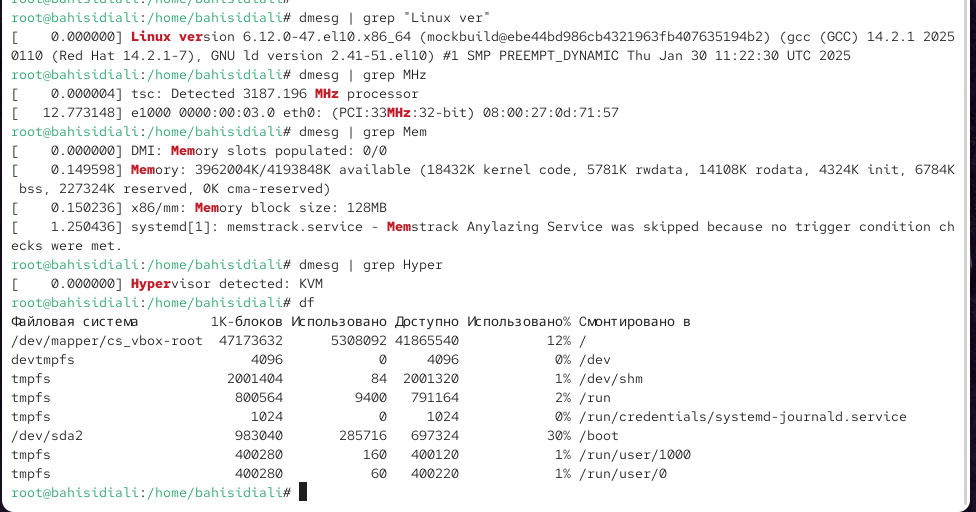 root@bahisidiali:/home/bahisidiali# dmesg | grep "Linux ver"
[    0.000000] Linux version 6.12.0-47.el10.x86_64 (mockbuild@ebe44bd986cb4321963fb407635194b2) (gcc (GCC) 14.2.1 2025
0110 (Red Hat 14.2.1-7), GNU ld version 2.41-51.el10) #1 SMP PREEMPT_DYNAMIC Thu Jan 30 11:22:30 UTC 2025
root@bahisidiali:/home/bahisidiali# dmesg | grep MHz
[    0.000004] tsc: Detected 3187.196 MHz processor
[   12.773148] e1000 0000:00:03.0 eth0: (PCI:33MHz:32-bit) 08:00:27:0d:71:57
root@bahisidiali:/home/bahisidiali# dmesg | grep Mem
[    0.000000] DMI: Memory slots populated: 0/0
[    0.149598] Memory: 3962004K/4193848K available (18432K kernel code, 5781K rwdata, 14108K rodata, 4324K init, 6784K
 bss, 227324K reserved, 0K cma-reserved)
[    0.150236] x86/mm: Memory block size: 128MB
[    1.250436] systemd[1]: memstrack.service - Memstrack Anylazing Service was skipped because no trigger condition ch
ecks were met.
root@bahisidiali:/home/bahisidiali# dmesg | grep Hyper
[    0.000000] Hypervisor detected: KVM
root@bahisidiali:/home/bahisidiali# df
Файловая система         1K-блоков Использовано Доступно Использовано% Cмонтировано в
/dev/mapper/cs_vbox-root  47173632      5308092 41865540           12% /
devtmpfs                      4096            0     4096            0% /dev
tmpfs                      2001404           84  2001320            1% /dev/shm
tmpfs                       800564         9400   791164            2% /run
tmpfs                         1024            0     1024            0% /run/credentials/systemd-journald.service
/dev/sda2                   983040       285716   697324           30% /boot
tmpfs                       400280          160   400120            1% /run/user/1000
tmpfs                       400280           60   400220            1% /run/user/0
root@bahisidiali:/home/bahisidiali#